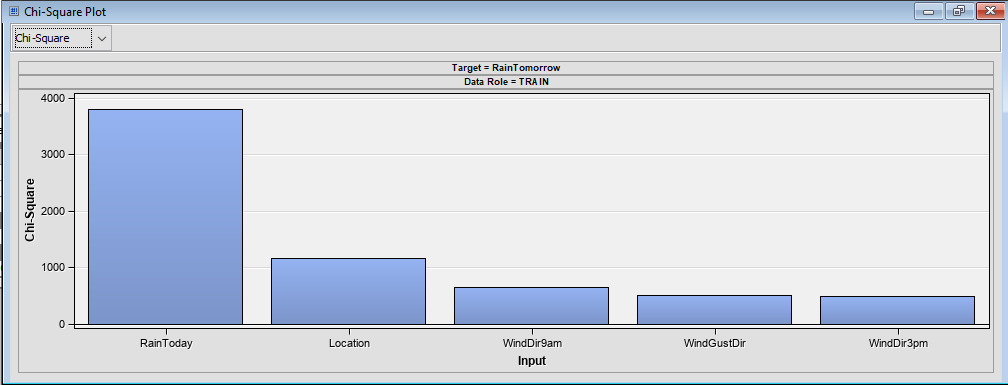 Chi-Square Plot
Chi-Square
Target = RainTomorrow
Data Role = TRAIN
4000
3000
2000
1000
0
Chi-Square
RainToday
Location
WindDir9am
WindGustDir
WindDir3pm
Input